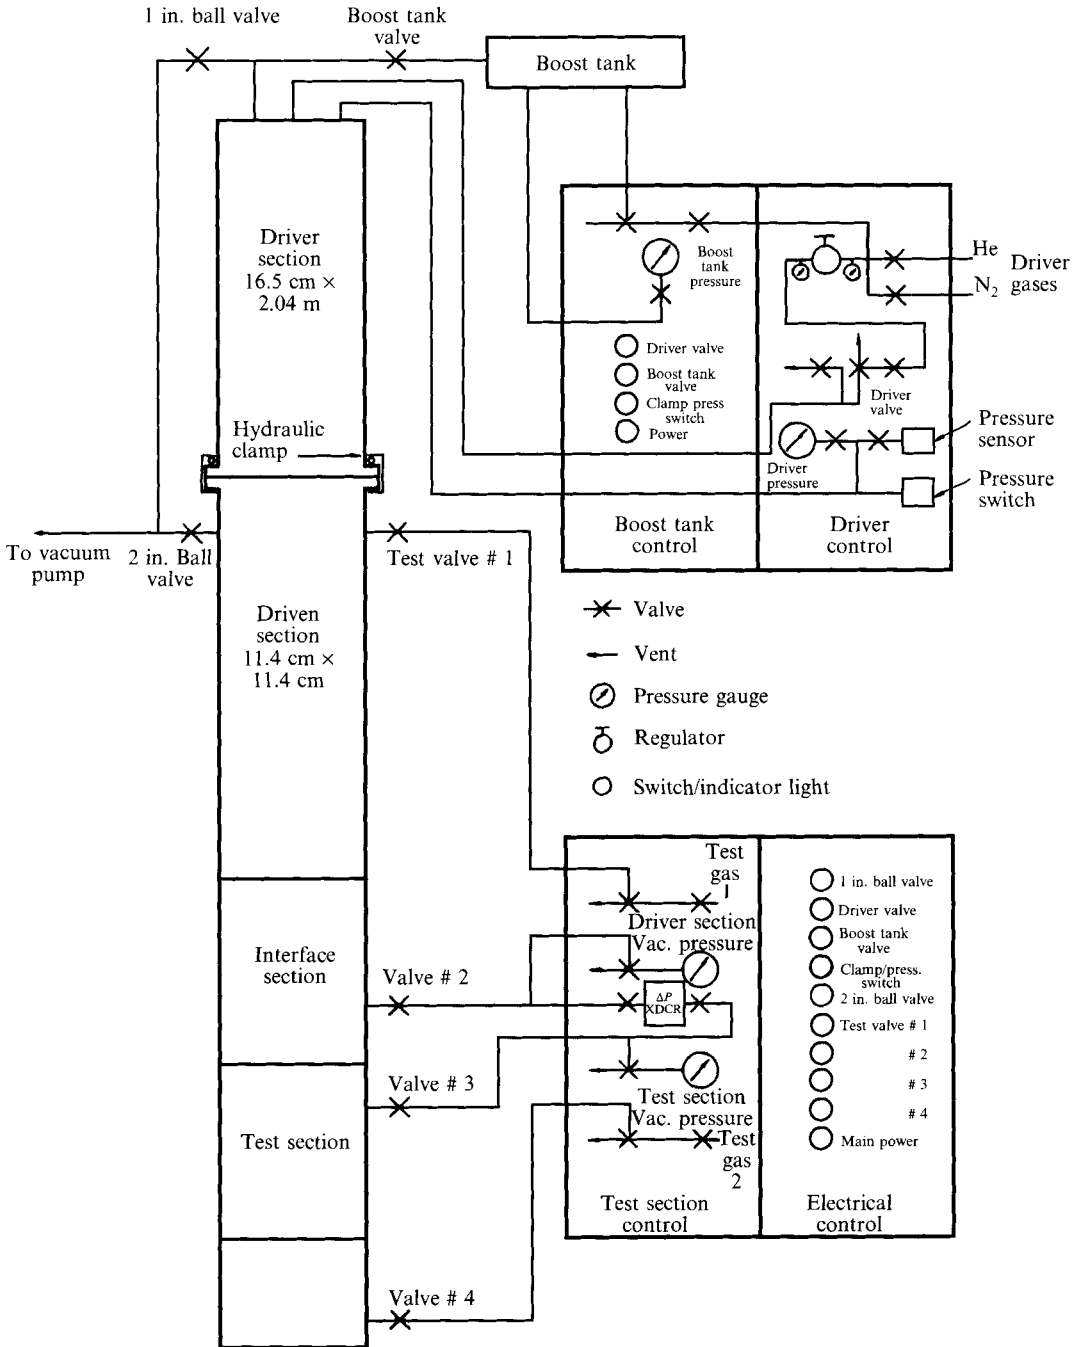 1 in. ball valve
Boost tank
valve
Boost tank
Driver
section
16.5 cm ×
2.04 m
Boost
tank
pressure
He
N₂
Driver
gases
Driver valve
Boost tank
valve
Clamp press
switch
Power
Driver
valve
Driver
pressure
Pressure
sensor
Pressure
switch
Hydraulic
clamp
Boost tank
control
Driver
control
To vacuum
pump
2 in. Ball
valve
Test valve # 1
Driven
section
11.4 cm ×
11.4 cm
Valve
Vent
Pressure gauge
Regulator
Switch/indicator light
Test
gas
1
Driver section
Vac. pressure
ΔP
XDCR
Test section
Vac. pressure
Test
gas
2
Test section
control
1 in. ball valve
Driver valve
Boost tank
valve
Clamp/press.
switch
2 in. ball valve
Test valve # 1
# 2
# 3
# 4
Main power
Electrical
control
Interface
section
Valve # 2
Valve # 3
Test section
Valve # 4